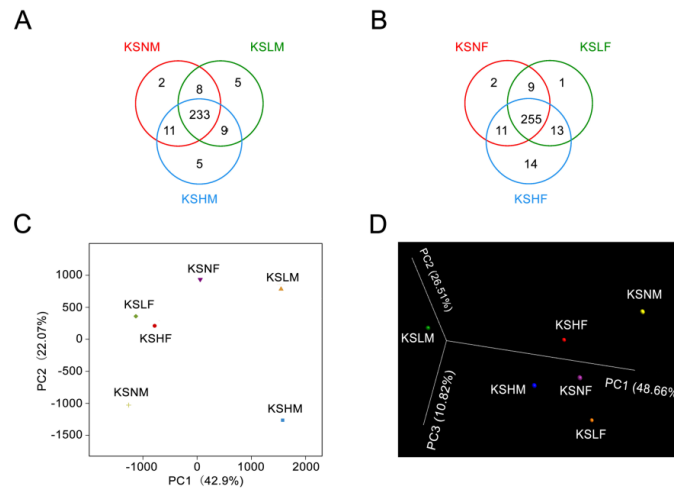 A
KSNM
KSLM
2
8
5
233
11
9
5
KSHM
B
KSNF
KSLF
2
9
1
255
11
13
14
KSHF
C
PC2 (22.07%)
1000
500
0
-500
-1000
-1500
KSNF
KSLM
KSLF
KSHF
KSNM
KSHM
-1000
0
1000
2000
PC1 (42.9%)
D
PC2 (26.51%)
KSNM
KSLM
KSHF
KSHM
KSNF
PC1 (48.66%)
PC3 (10.82%)
KSLF